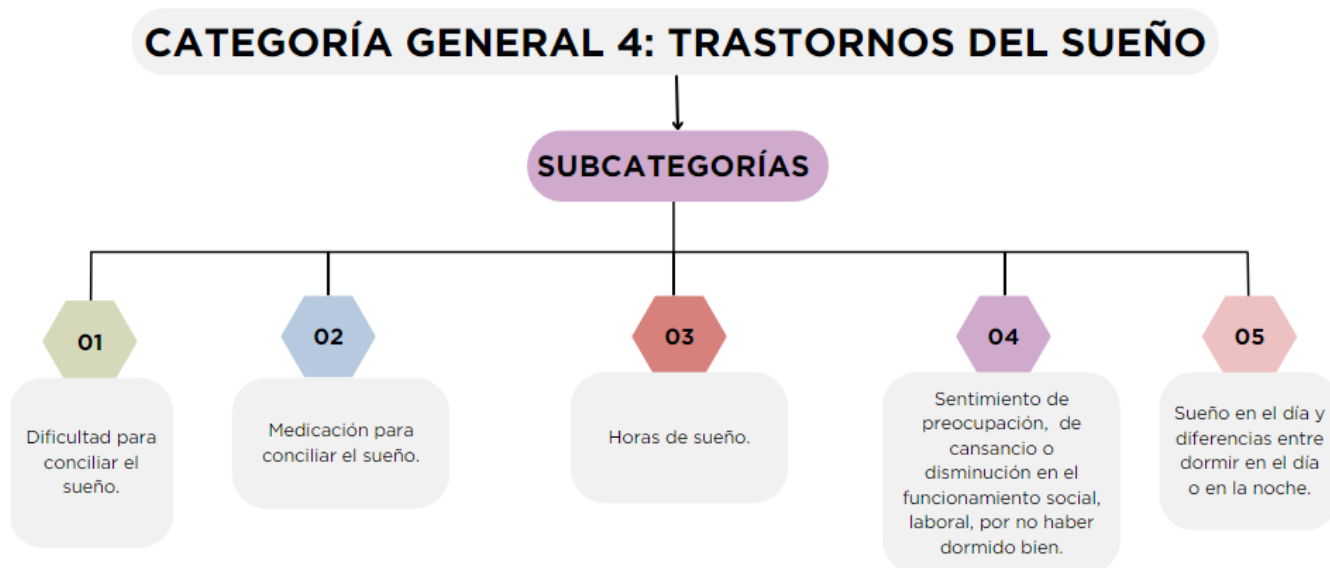 CATEGORÍA GENERAL 4: TRASTORNOS DEL SUEÑO
SUBCATEGORÍAS
01
Dificultad para
conciliar el
sueño.
02
Medicación para
conciliar el sueño.
03
Horas de sueño.
04
Sentimiento de
preocupación, de
cansancio o
disminución en el
funcionamiento social,
laboral, por no haber
dormido bien.
05
Sueño en el día y
diferencias entre
dormir en el día
o en la noche.